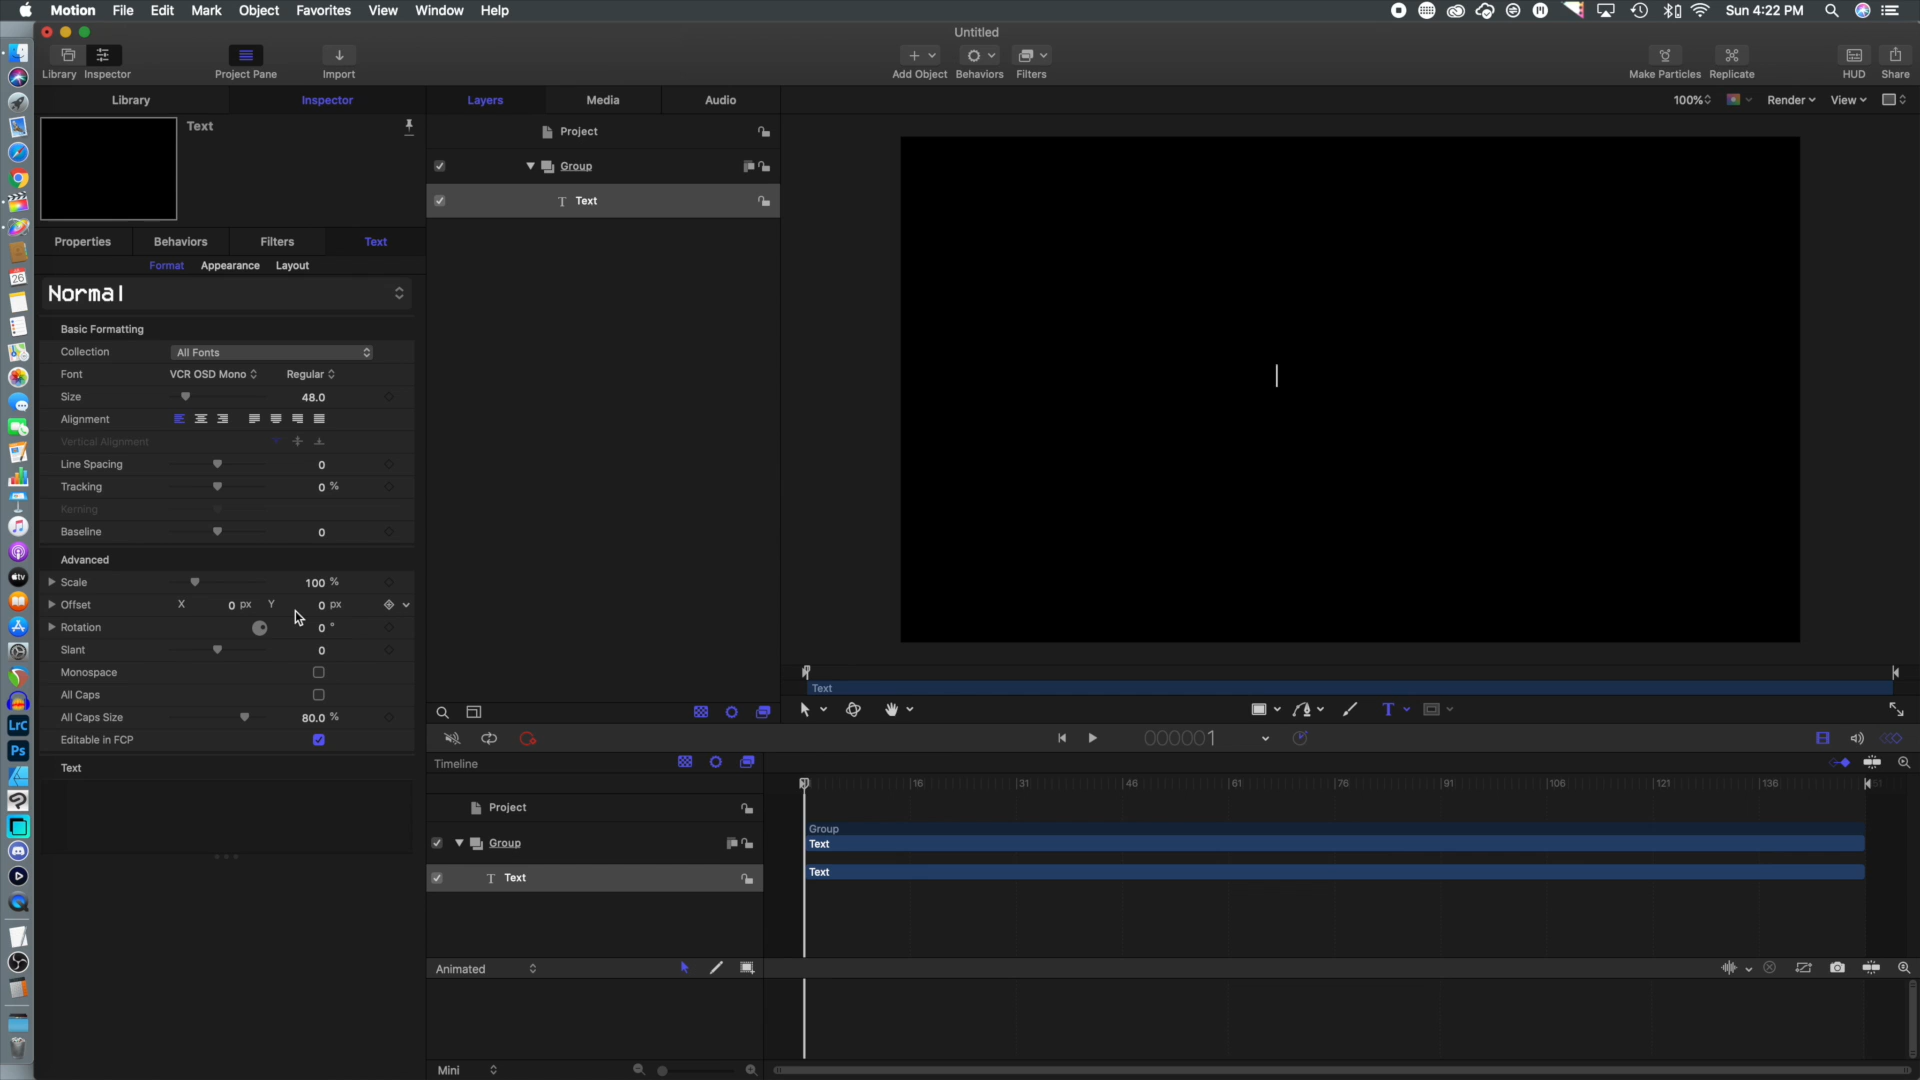 Motion File Edit Mark Object Favorites View Window Help
Sun 4:22 PM
Untitled
Library Inspector Project Pane Import
Add Object Behaviors Filters
Make Particles Replicate HUD Share
Library Inspector
Layers Media Audio
100% Render View
Text
Project
Group
Text
Properties Behaviors Filters Text
Format Appearance Layout
Normal
Basic Formatting
Collection All Fonts
Font VCR OSD Mono Regular
Size 48.0
Alignment
Vertical Alignment
Line Spacing 0
Tracking 0 %
Kerning
Baseline 0
Advanced
Scale 100 %
Offset X 0 px Y 0 px
Rotation 0 °
Slant 0
Monospace
All Caps
All Caps Size 80.0 %
Editable in FCP
Text
Text
T
000001
Timeline
16 31 46 61 76 91 106 121 136
Project
Group
Group
Text
T Text
Text
Animated
Mini
26
tv
LrC
Ps